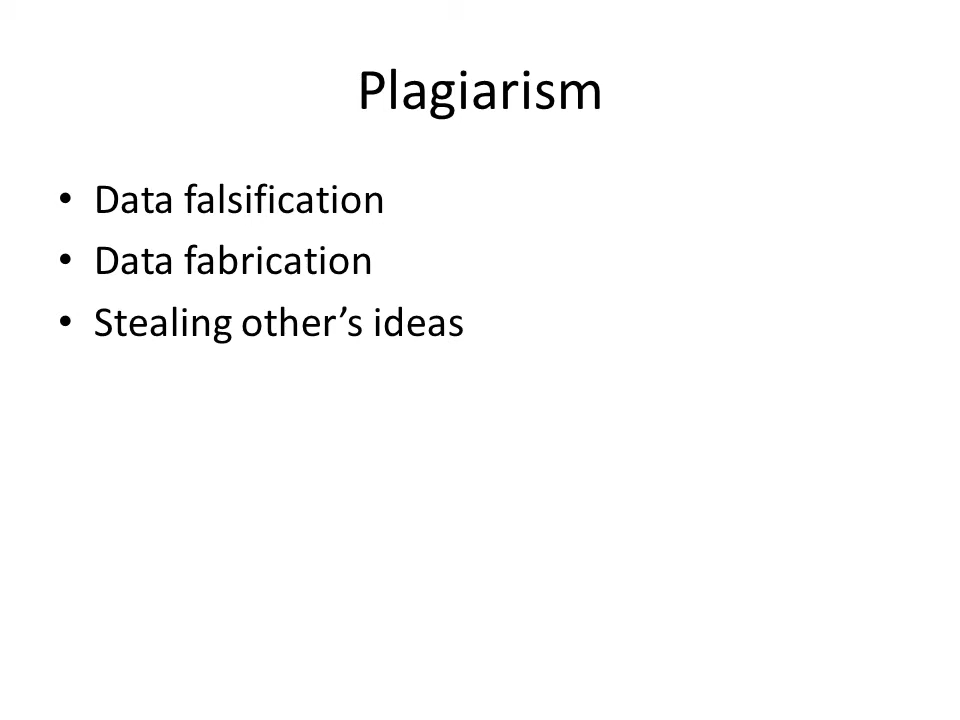 Plagiarism
• Data falsification
• Data fabrication
• Stealing other’s ideas